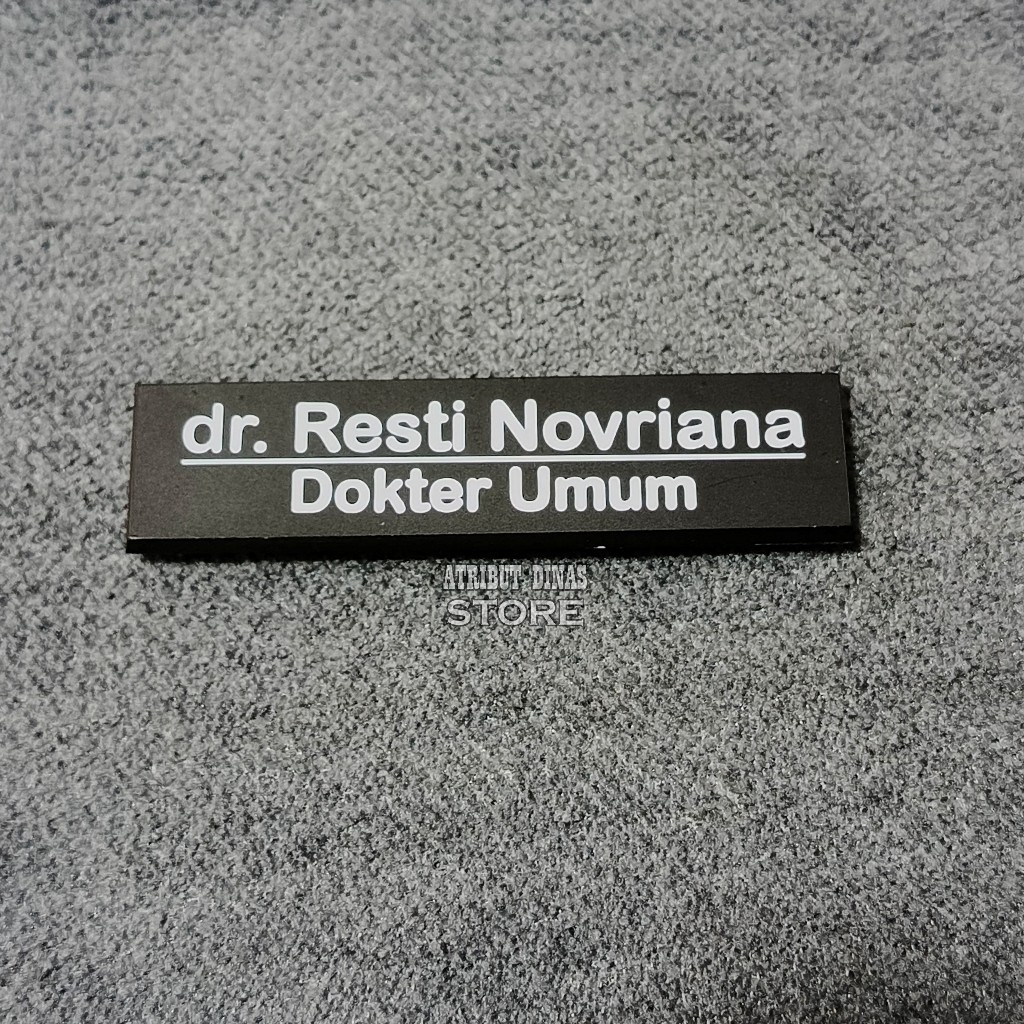 dr. Resti Novriana
Dokter Umum
ATRIBUT DINAS
STORE